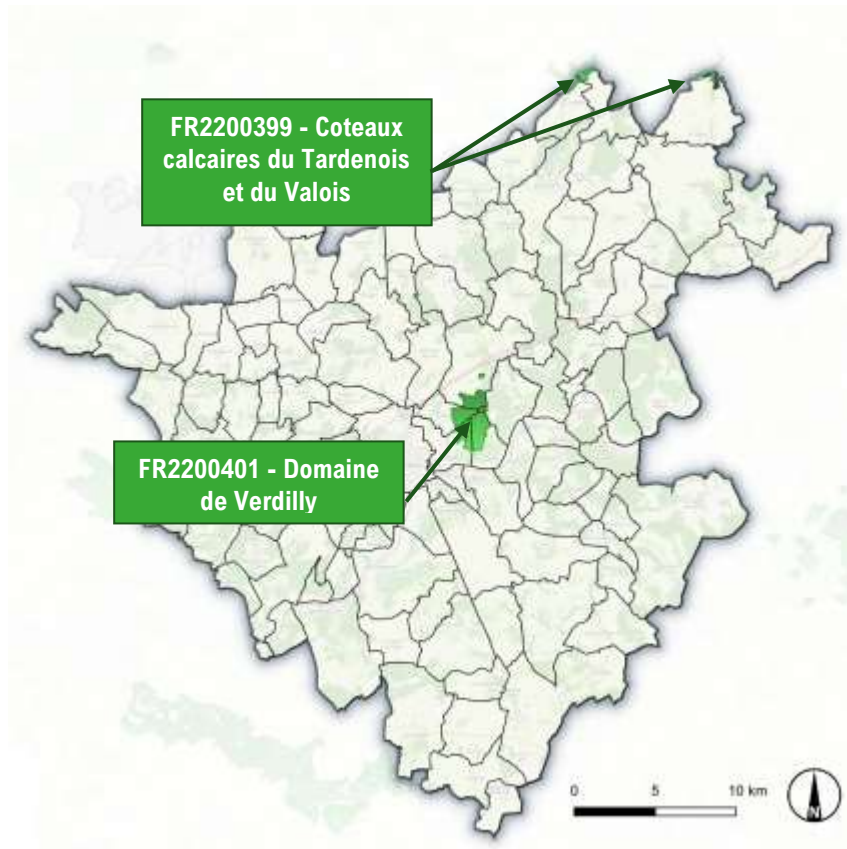 FR2200399 - Coteaux
calcaires du Tardenois
et du Valois
FR2200401 - Domaine
de Verdilly
0 5 10 km
N